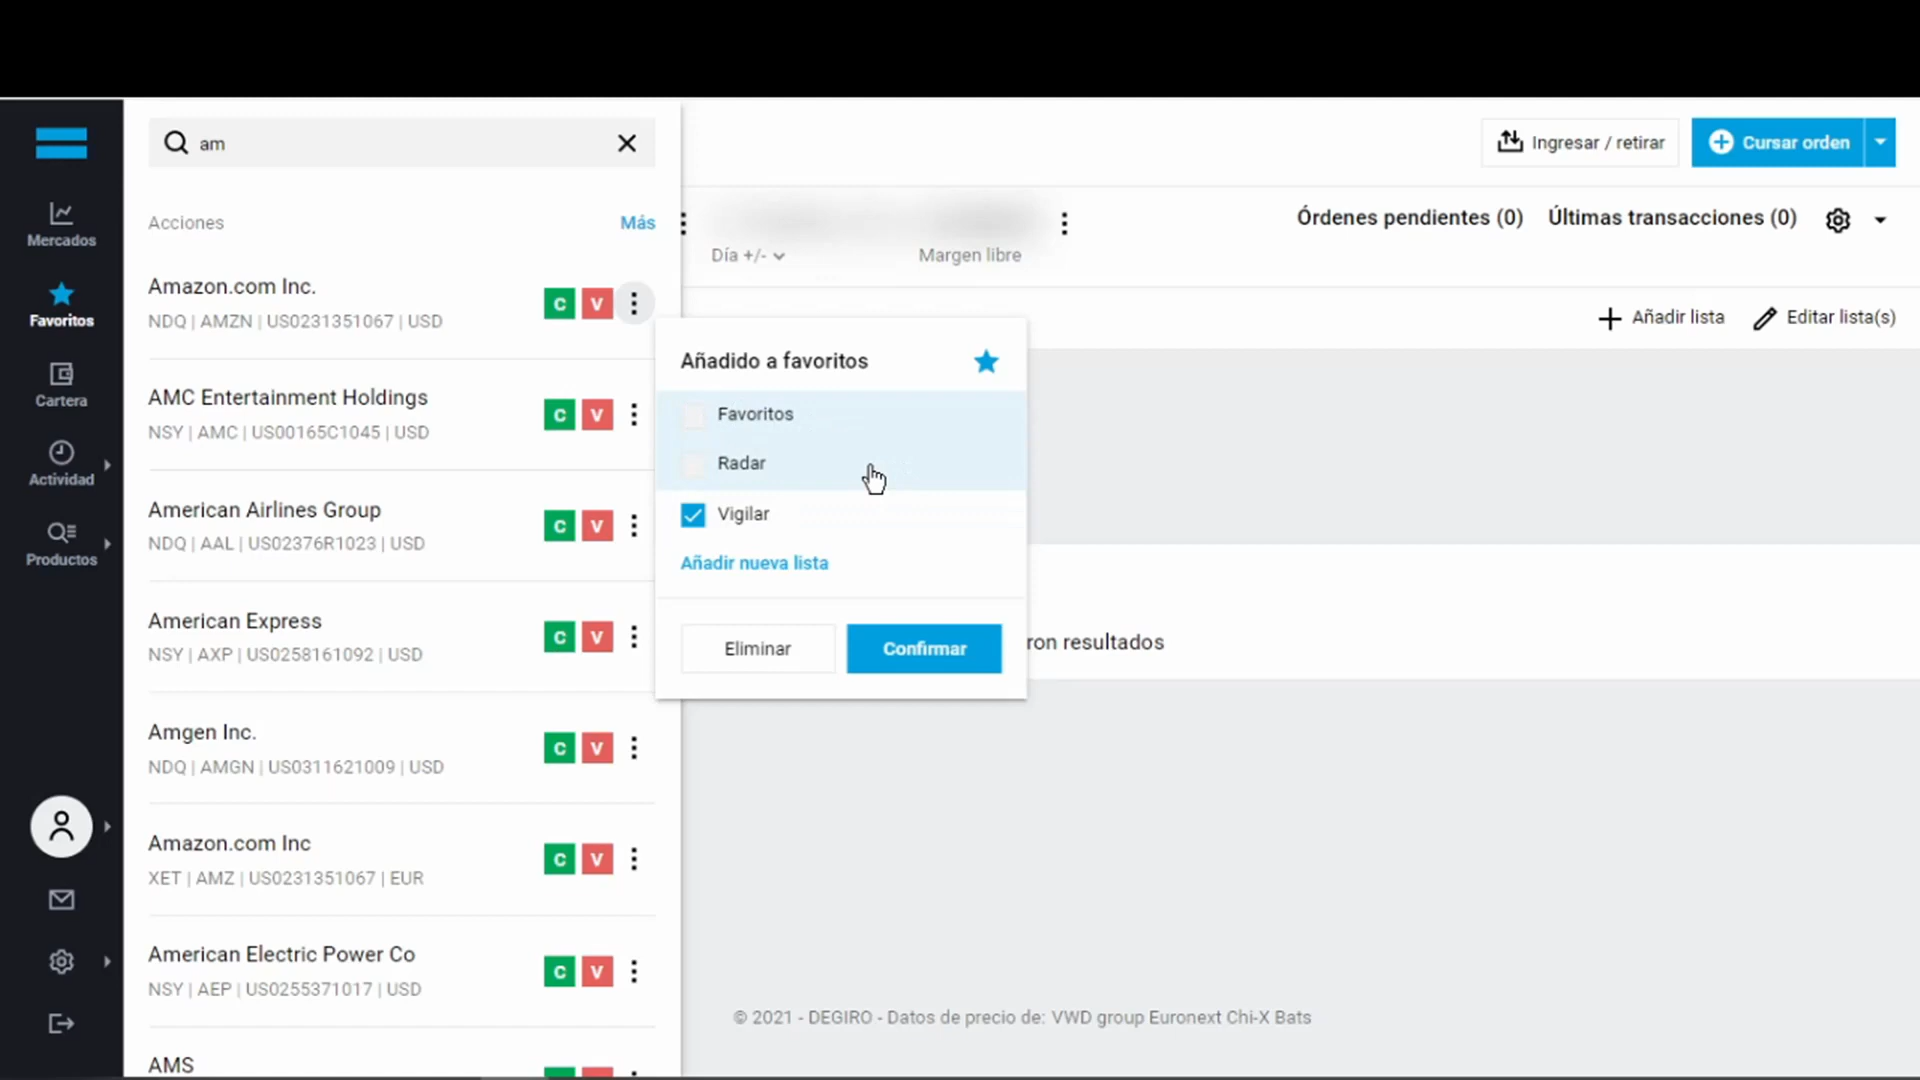 am
Ingresar / retirar
Cursar orden
Mercados
Favoritos
Cartera
Actividad
Productos
Acciones
Más
Amazon.com Inc.
NDQ | AMZN | US0231351067 | USD
C V
AMC Entertainment Holdings
NSY | AMC | US00165C1045 | USD
C V
American Airlines Group
NDQ | AAL | US02376R1023 | USD
C V
American Express
NSY | AXP | US0258161092 | USD
C V
Amgen Inc.
NDQ | AMGN | US0311621009 | USD
C V
Amazon.com Inc
XET | AMZ | US0231351067 | EUR
C V
American Electric Power Co
NSY | AEP | US0255371017 | USD
C V
AMS
Día +/-
Margen libre
Órdenes pendientes (0)
Últimas transacciones (0)
Añadir lista
Editar lista(s)
Añadido a favoritos
Favoritos
Radar
Vigilar
Añadir nueva lista
Eliminar
Confirmar
ron resultados
© 2021 - DEGIRO - Datos de precio de: VWD group Euronext Chi-X Bats